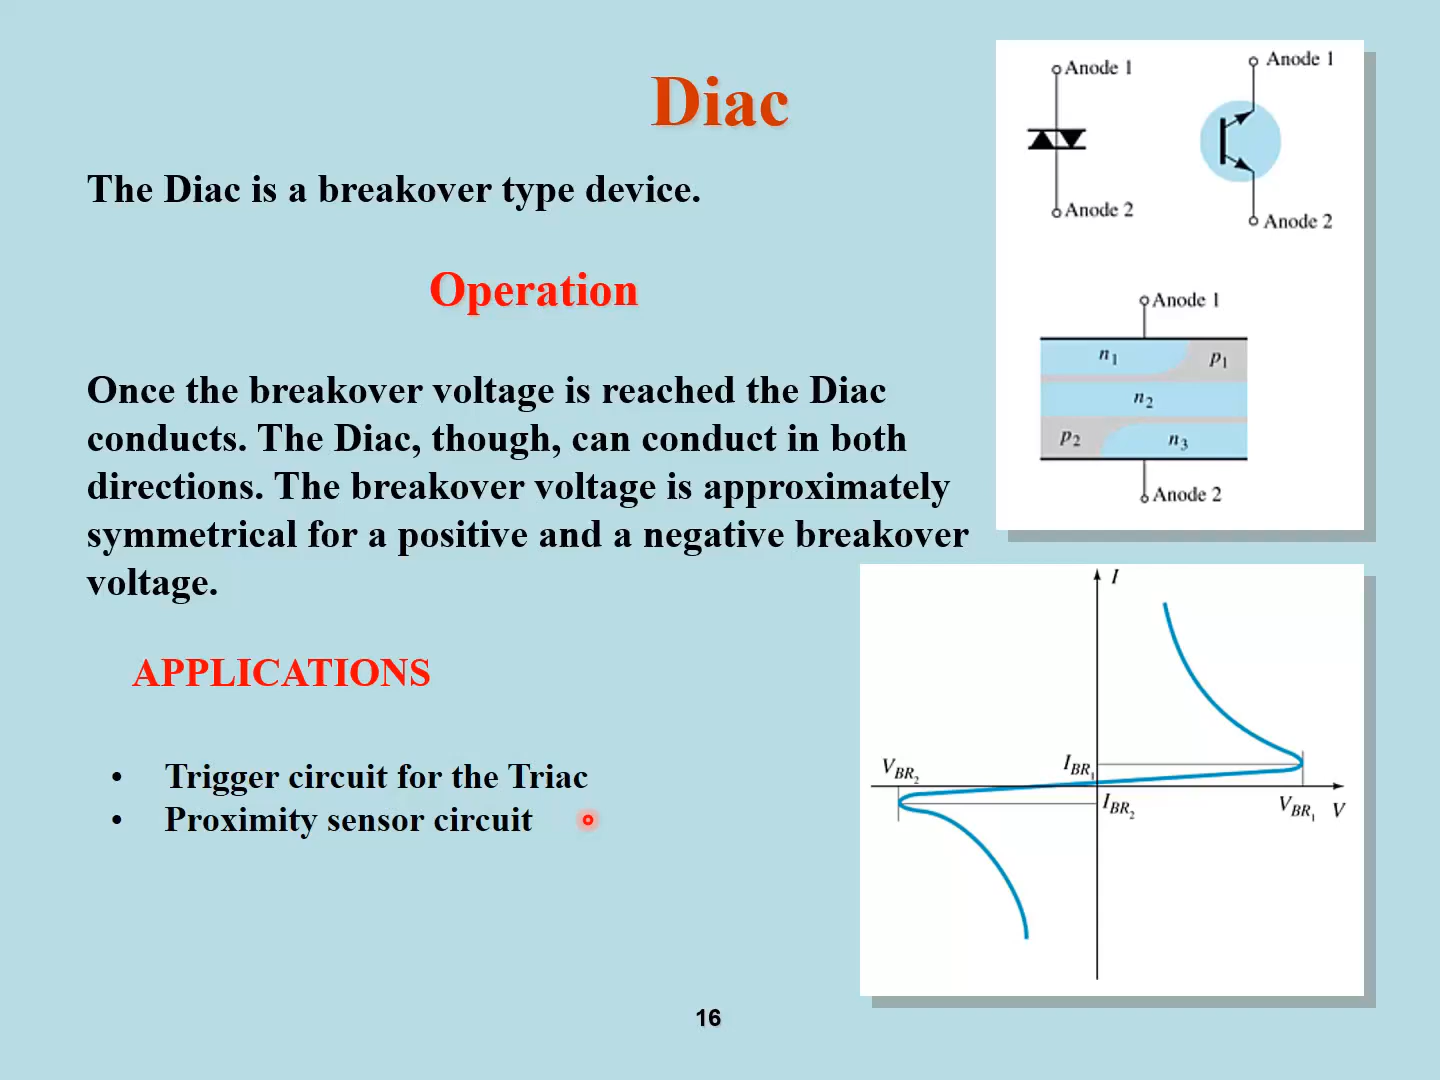 Diac
The Diac is a breakover type device.
Operation
Once the breakover voltage is reached the Diac
conducts. The Diac, though, can conduct in both
directions. The breakover voltage is approximately
symmetrical for a positive and a negative breakover
voltage.
APPLICATIONS
• Trigger circuit for the Triac
• Proximity sensor circuit
Anode 1
Anode 2
Anode 1
Anode 2
Anode 1
n1
p1
n2
p2
n3
Anode 2
I
VBR2
IBR1
IBR2
VBR1
V
16